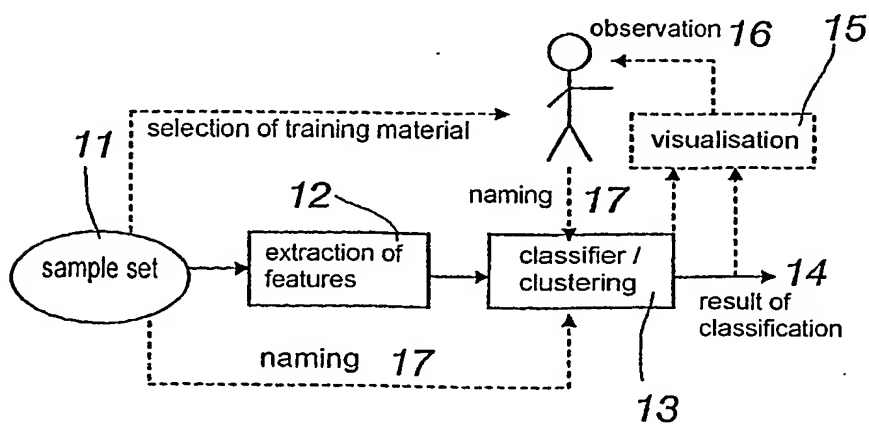 observation 16
15
selection of training material
visualisation
11
12
naming 17
sample set
extraction of
features
classifier /
clustering
14
result of
classification
naming 17
13